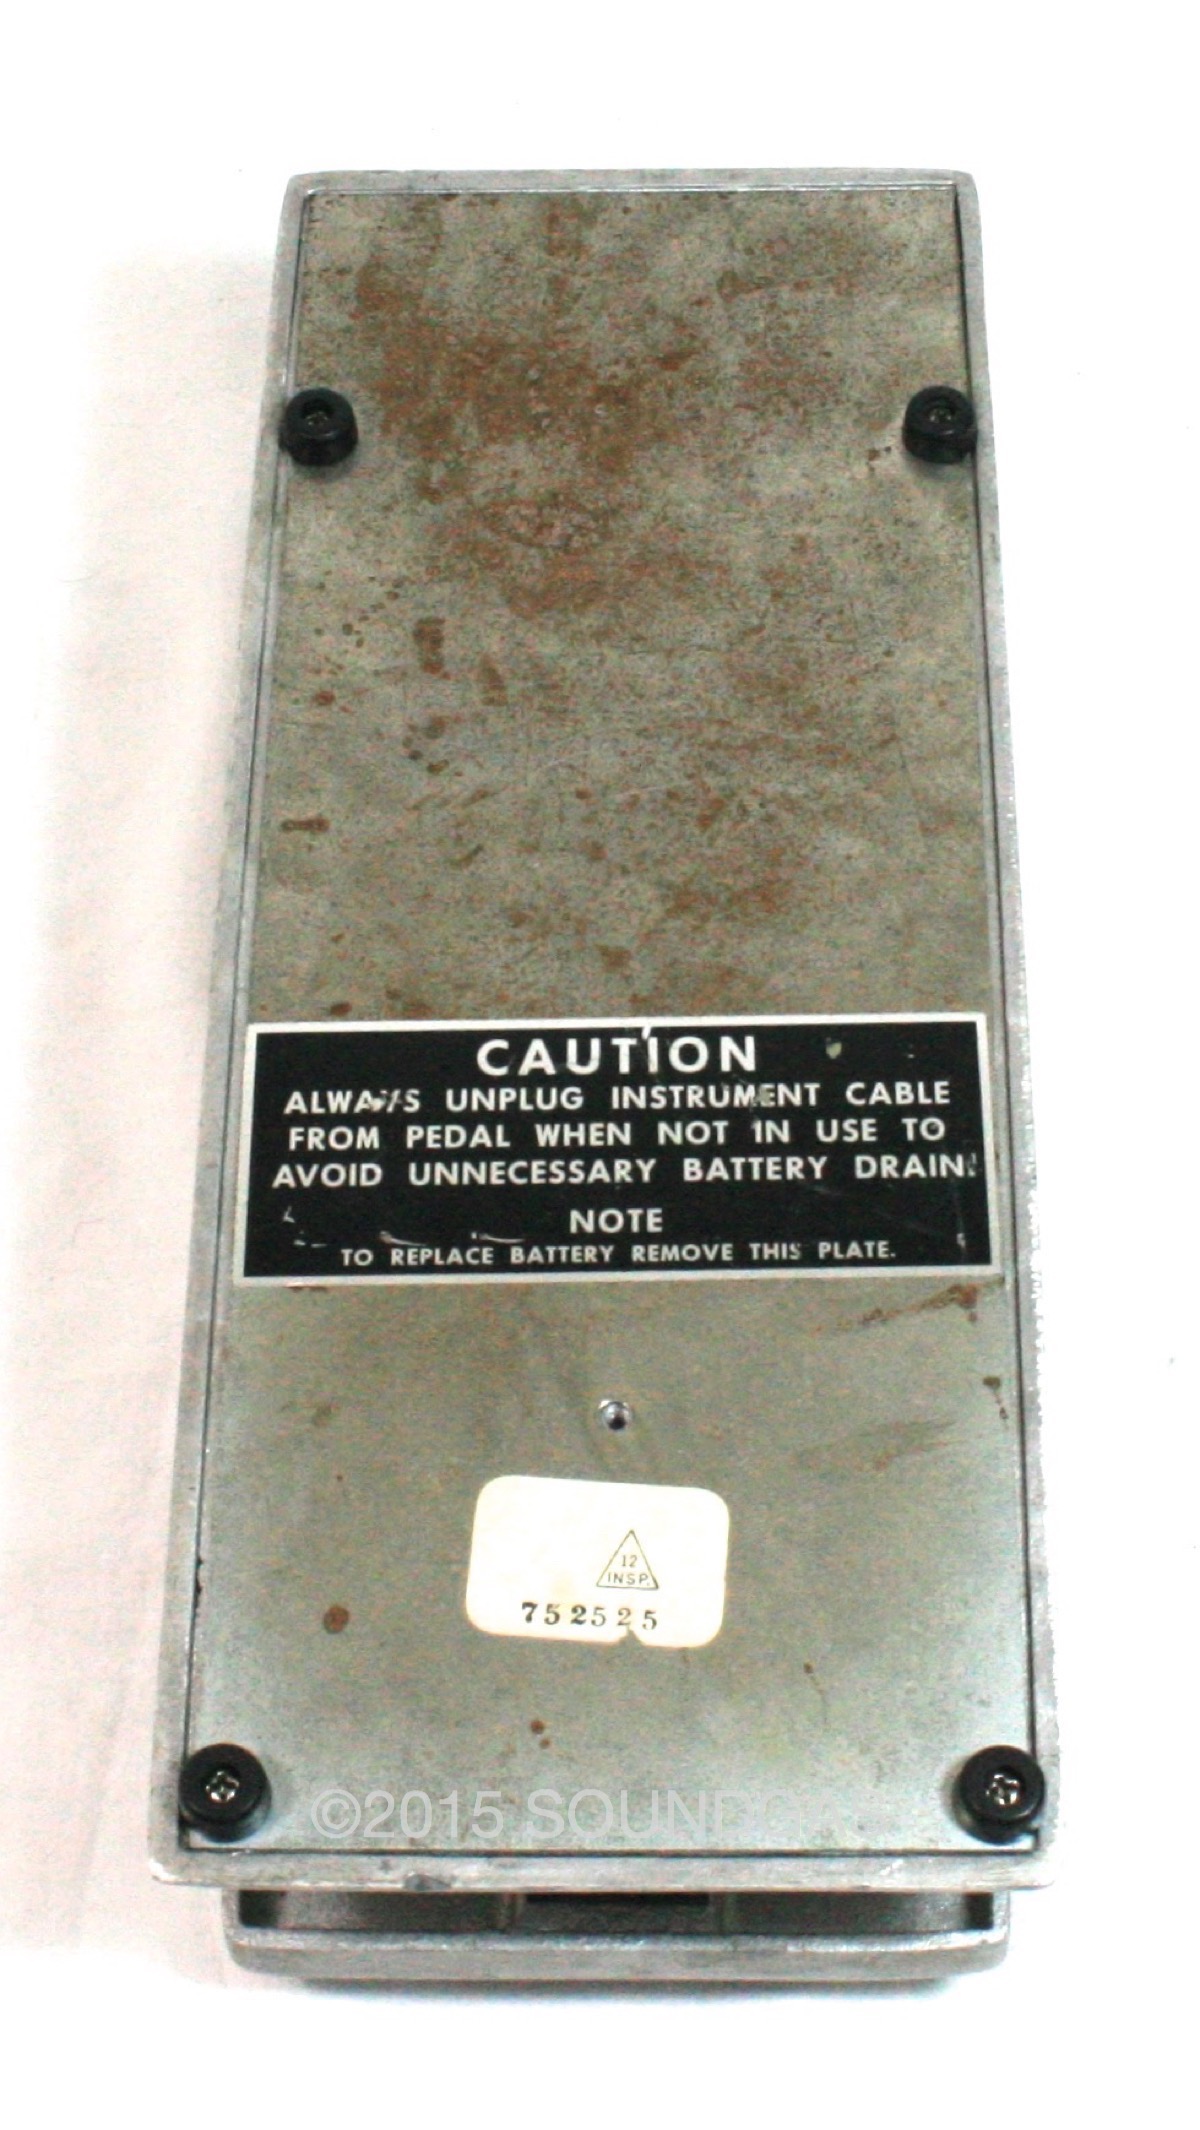 CAUTION
ALWAYS UNPLUG INSTRUMENT CABLE
FROM PEDAL WHEN NOT IN USE TO
AVOID UNNECESSARY BATTERY DRAIN.
NOTE
TO REPLACE BATTERY REMOVE THIS PLATE.
12
INSP.
752525
©2015 SOUNDG